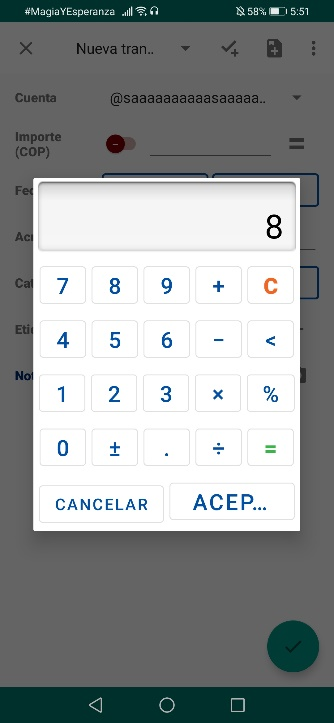 #MagiaYEsperanza 58% 5:51
Nueva tran..
Cuenta @saaaaaaaaaasaaaaa..
Importe
(COP)
8
7 8 9 + C
4 5 6 − <
1 2 3 × %
0 ± . ÷ =
CANCELAR ACEP...